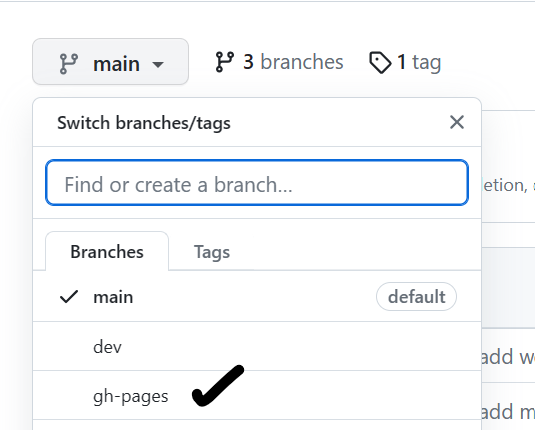 main 3 branches 1 tag
Switch branches/tags
Find or create a branch...
etion,
Branches Tags
main default
dev
add w
gh-pages
add m